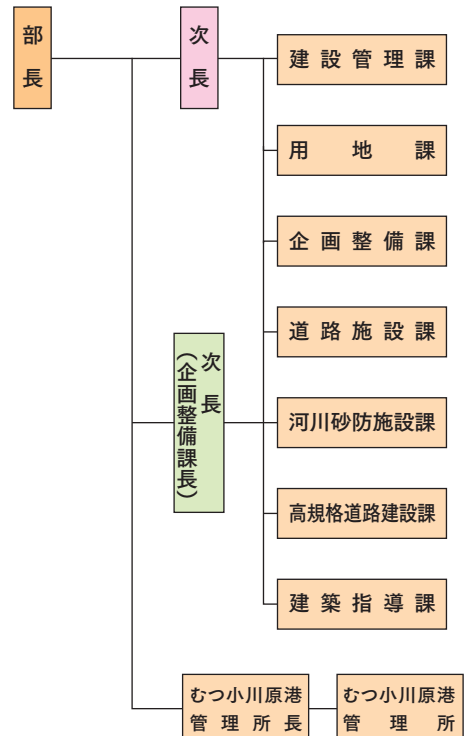 部長
次長
建設管理課
用地課
企画整備課
道路施設課
次長
（企画整備課長）
河川砂防施設課
高規格道路建設課
建築指導課
むつ小川原港
管理所長
むつ小川原港
管理所